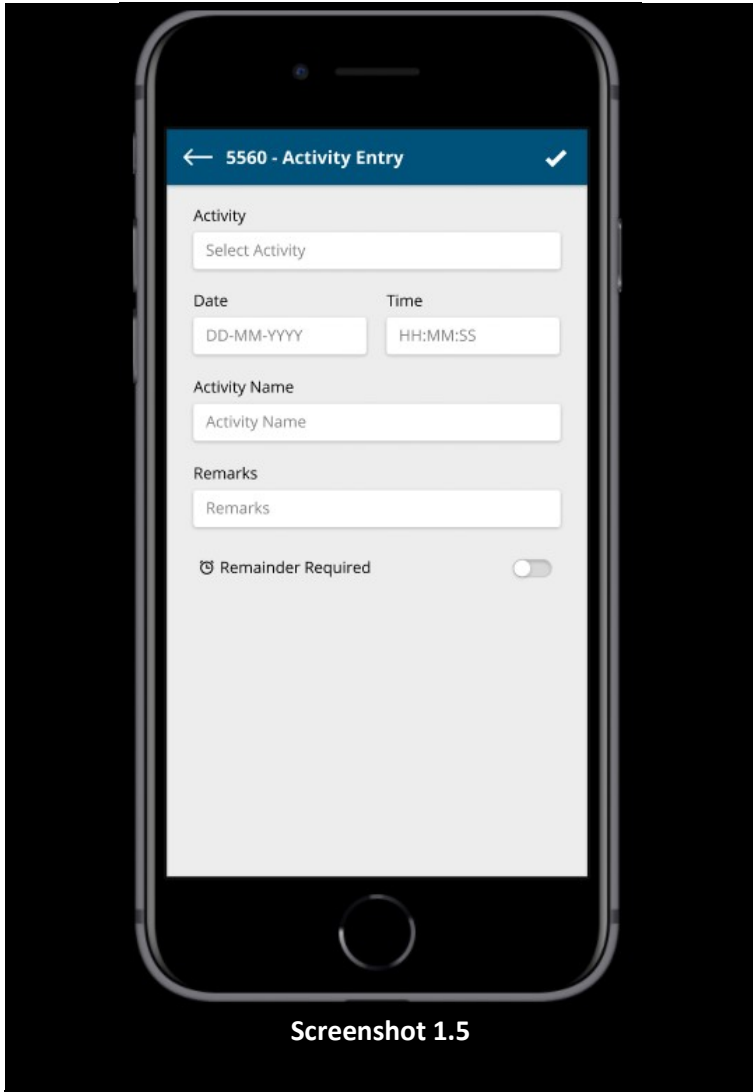 5560 - Activity Entry
Activity
Select Activity
Date Time
DD-MM-YYYY HH:MM:SS
Activity Name
Activity Name
Remarks
Remarks
Remainder Required
Screenshot 1.5